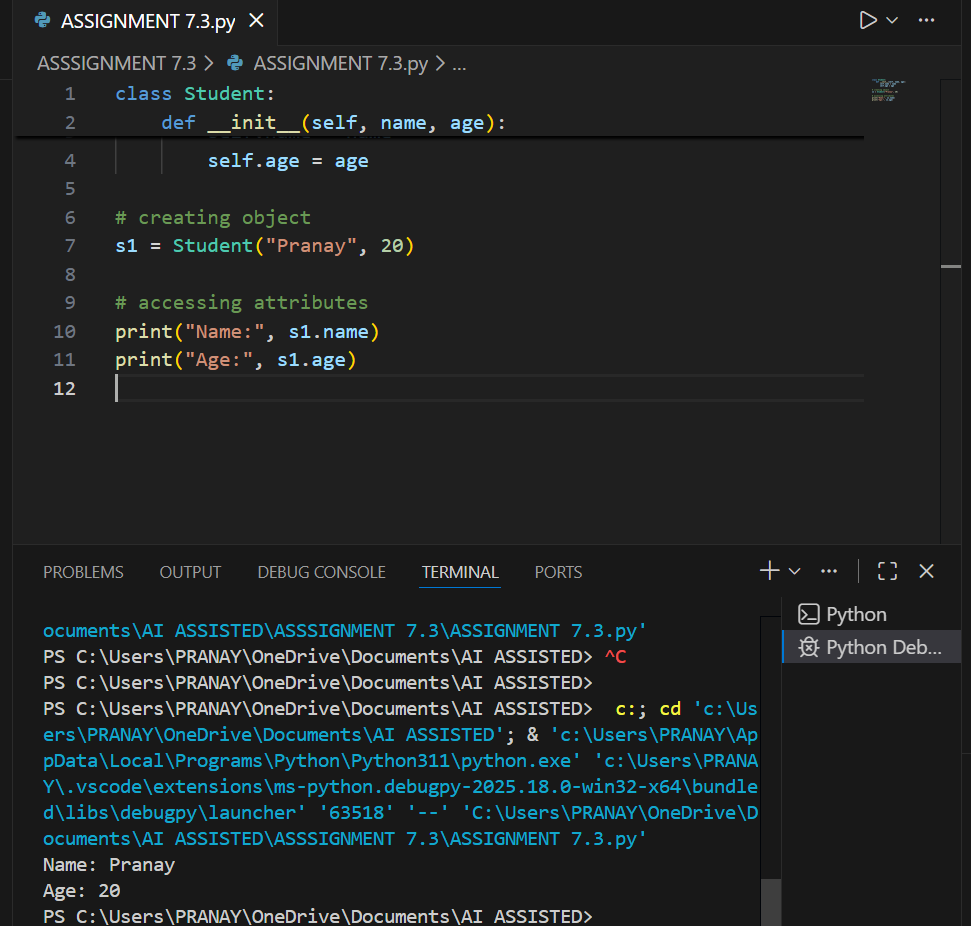 ASSIGNMENT 7.3.py
ASSSIGNMENT 7.3 > ASSIGNMENT 7.3.py > ...
1 class Student:
2 def __init__(self, name, age):
4 self.age = age
5
6 # creating object
7 s1 = Student("Pranay", 20)
8
9 # accessing attributes
10 print("Name:", s1.name)
11 print("Age:", s1.age)
12
PROBLEMS OUTPUT DEBUG CONSOLE TERMINAL PORTS
Python
Python Deb...
ocuments\AI ASSISTED\ASSSIGNMENT 7.3\ASSIGNMENT 7.3.py'
PS C:\Users\PRANAY\OneDrive\Documents\AI ASSISTED> ^C
PS C:\Users\PRANAY\OneDrive\Documents\AI ASSISTED>
PS C:\Users\PRANAY\OneDrive\Documents\AI ASSISTED>  c:; cd 'c:\Us
ers\PRANAY\OneDrive\Documents\AI ASSISTED'; & 'c:\Users\PRANAY\Ap
pData\Local\Programs\Python\Python311\python.exe' 'c:\Users\PRANA
Y\.vscode\extensions\ms-python.debugpy-2025.18.0-win32-x64\bundle
d\libs\debugpy\launcher' '63518' '--' 'C:\Users\PRANAY\OneDrive\D
ocuments\AI ASSISTED\ASSSIGNMENT 7.3\ASSIGNMENT 7.3.py'
Name: Pranay
Age: 20
PS C:\Users\PRANAY\OneDrive\Documents\AI ASSISTED>